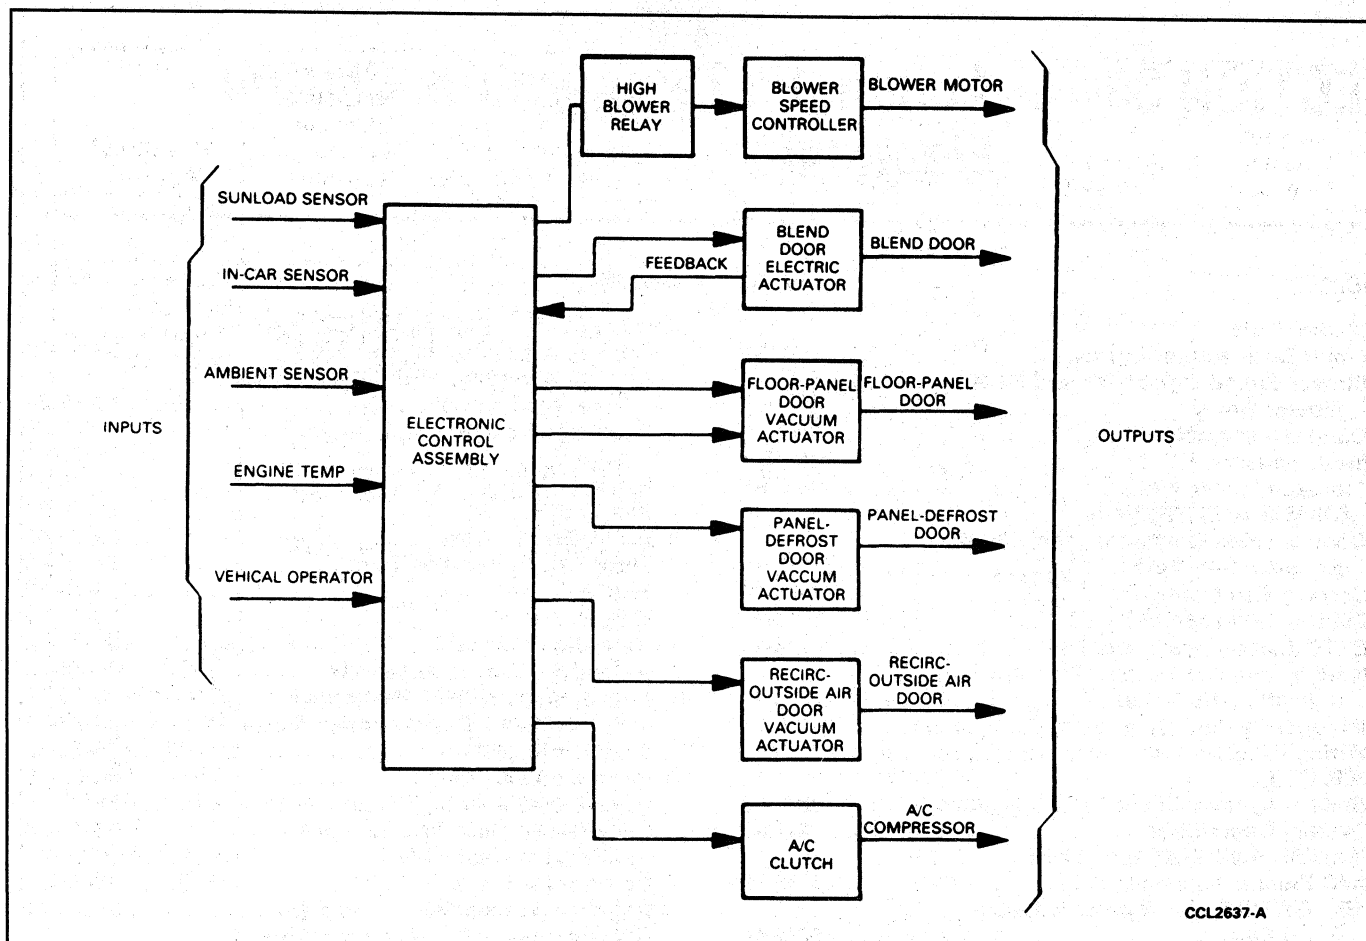 HIGH
BLOWER
RELAY
BLOWER
SPEED
CONTROLLER
BLOWER MOTOR
SUNLOAD SENSOR
IN-CAR SENSOR
AMBIENT SENSOR
INPUTS
ENGINE TEMP
VEHICAL OPERATOR
ELECTRONIC
CONTROL
ASSEMBLY
FEEDBACK
BLEND
DOOR
ELECTRIC
ACTUATOR
BLEND DOOR
FLOOR-PANEL
DOOR
VACUUM
ACTUATOR
FLOOR-PANEL
DOOR
OUTPUTS
PANEL-
DEFROST
DOOR
VACCUM
ACTUATOR
PANEL-DEFROST
DOOR
RECIRC-
OUTSIDE AIR
DOOR
VACUUM
ACTUATOR
RECIRC-
OUTSIDE AIR
DOOR
A/C
CLUTCH
A/C
COMPRESSOR
CCL2637-A